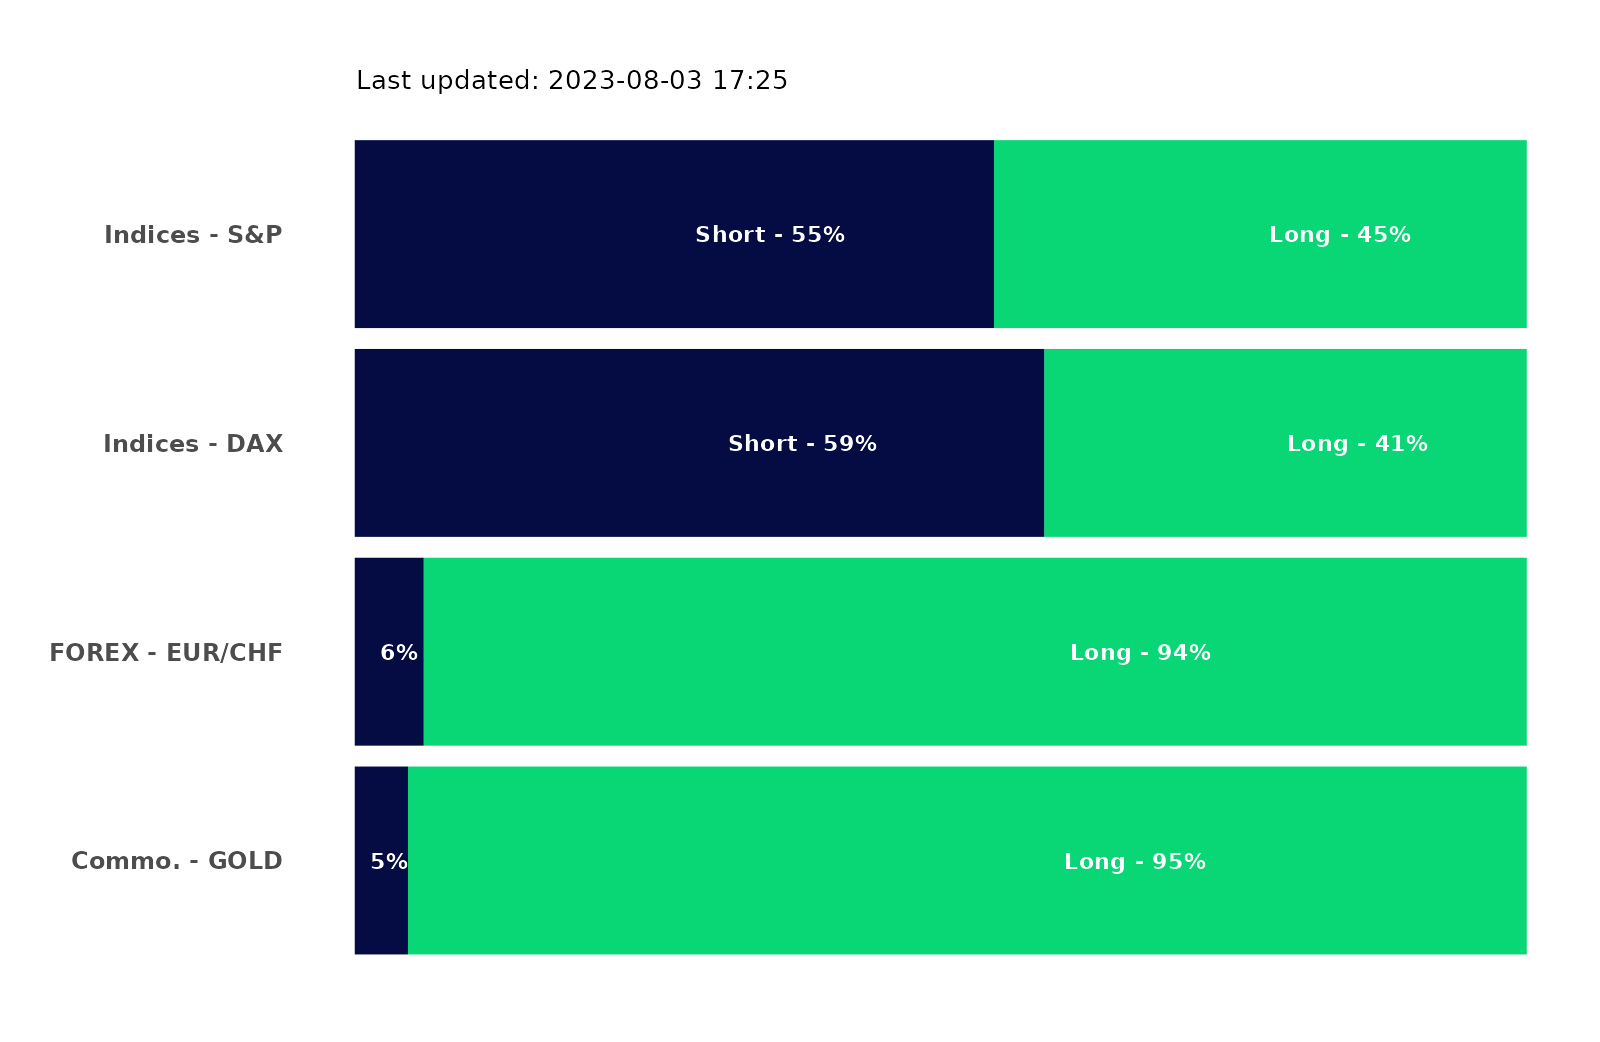 Last updated: 2023-08-03 17:25
Indices - S&P
Short - 55%
Long - 45%
Indices - DAX
Short - 59%
Long - 41%
FOREX - EUR/CHF
6%
Long - 94%
Commo. - GOLD
5%
Long - 95%